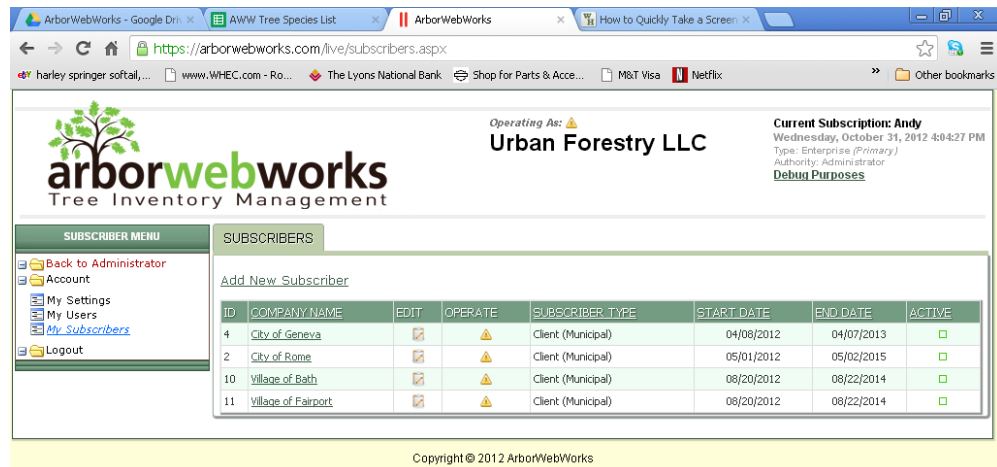 ArborWebWorks - Google Driv
AWW Tree Species List
ArborWebWorks
How to Quickly Take a Screen
https://arborwebworks.com/live/subscribers.aspx
harley springer softail,...
www.WHEC.com - Ro...
The Lyons National Bank
Shop for Parts & Acce...
M&T Visa
Netflix
»
Other bookmarks
arborwebworks
Tree Inventory Management
Operating As:
Urban Forestry LLC
Current Subscription: Andy
Wednesday, October 31, 2012 4:04:27 PM
Type: Enterprise (Primary)
Authority: Administrator
Debug Purposes
SUBSCRIBER MENU
Back to Administrator
Account
My Settings
My Users
My Subscribers
Logout
SUBSCRIBERS
Add New Subscriber
ID COMPANY NAME EDIT OPERATE SUBSCRIBER TYPE START DATE END DATE ACTIVE
4 City of Geneva Client (Municipal) 04/08/2012 04/07/2013
2 City of Rome Client (Municipal) 05/01/2012 05/02/2015
10 Village of Bath Client (Municipal) 08/20/2012 08/22/2014
11 Village of Fairport Client (Municipal) 08/20/2012 08/22/2014
Copyright © 2012 ArborWebWorks